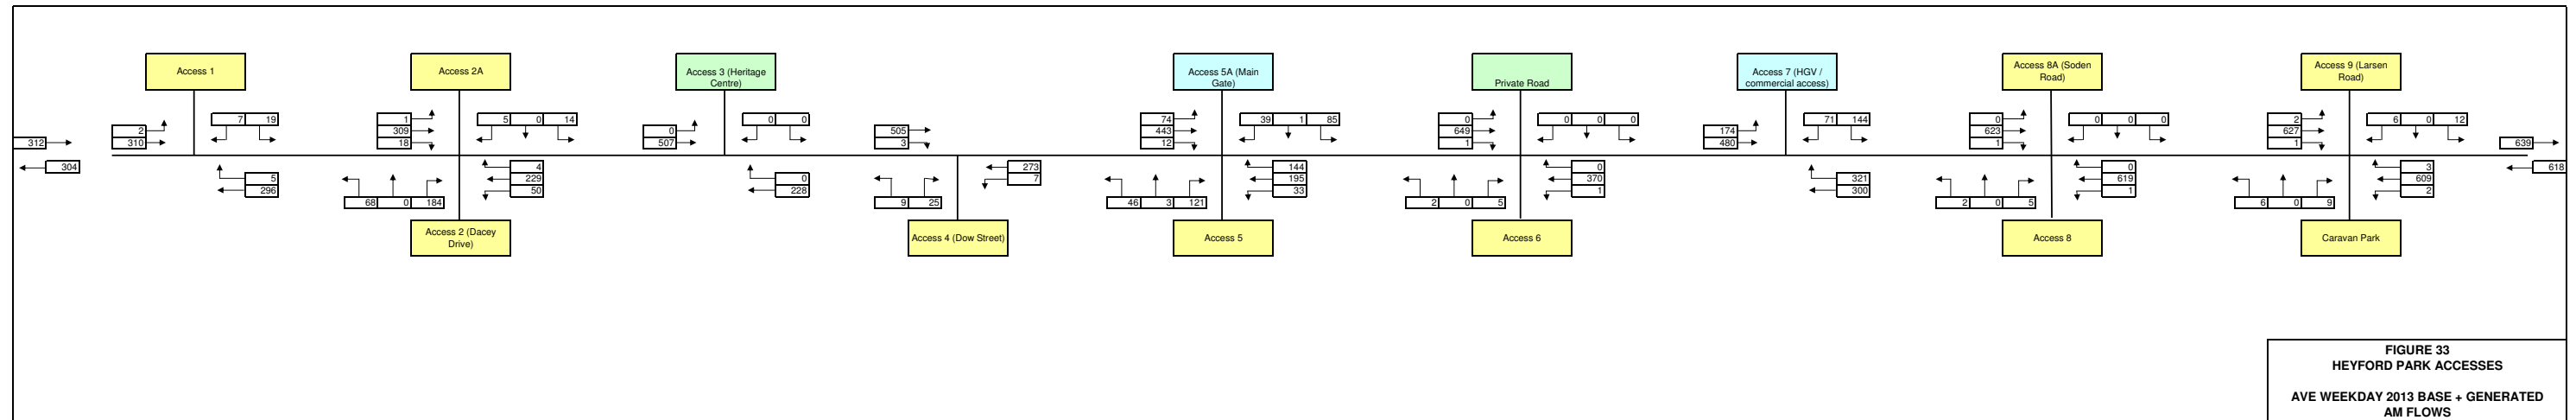 Access 1
Access 2A
Access 3 (Heritage
Centre)
Access 5A (Main
Gate)
Private Road
Access 7 (HGV /
commercial access)
Access 8A (Soden
Road)
Access 9 (Larsen
Road)
312
304
2
310
7 19
5
296
1
309
18
5 0 14
4
229
50
68 0 184
0
507
0 0
0
228
505
3
273
7
9 25
74
443
12
39 1 85
144
195
33
46 3 121
0
649
1
0 0 0
0
370
1
2 0 5
174
480
71 144
321
300
0
623
1
0 0 0
0
619
1
2 0 5
2
627
1
6 0 12
3
609
2
6 0 9
639
618
Access 2 (Dacey
Drive)
Access 4 (Dow Street)
Access 5
Access 6
Access 8
Caravan Park
FIGURE 33
HEYFORD PARK ACCESSES
AVE WEEKDAY 2013 BASE + GENERATED
AM FLOWS